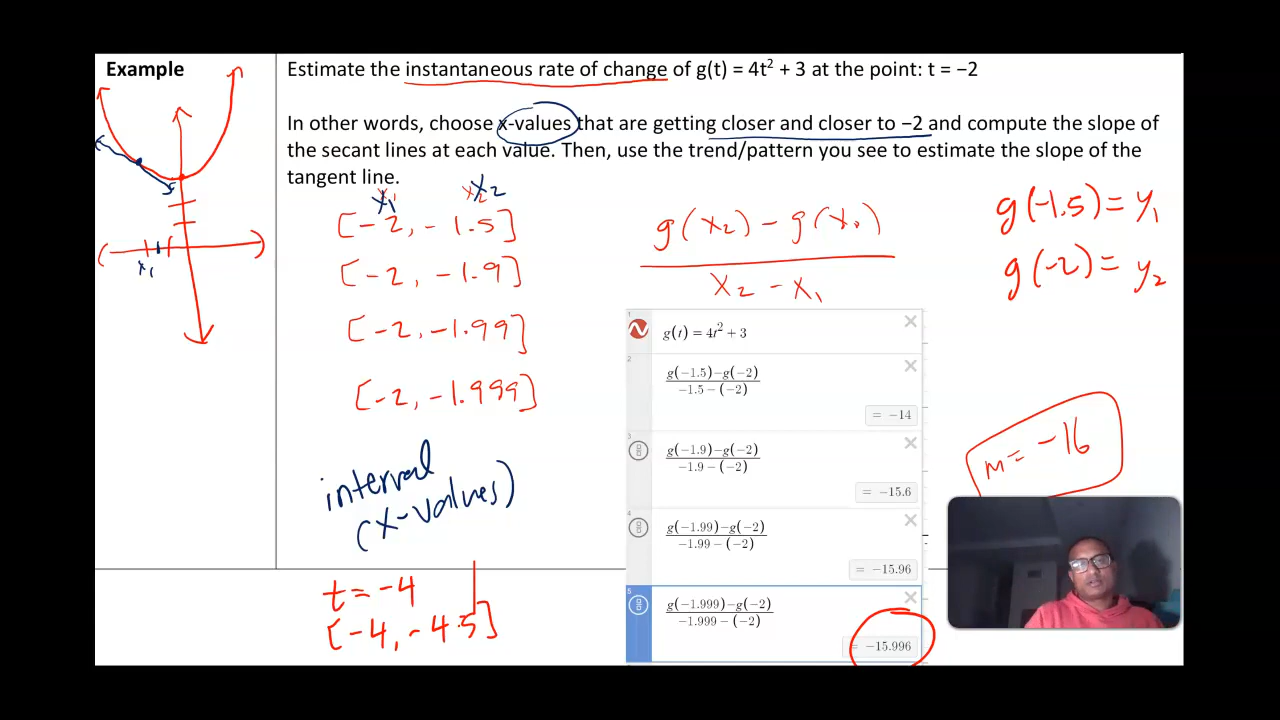 Example
Estimate the instantaneous rate of change of g(t) = 4t² + 3 at the point: t = −2
In other words, choose x-values that are getting closer and closer to −2 and compute the slope of
the secant lines at each value. Then, use the trend/pattern you see to estimate the slope of the
tangent line.
x₁ x₂
[-2, -1.5]
[-2, -1.9]
[-2, -1.99]
[-2, -1.999]
interval
(x-values)
t = -4
[-4, -4.5]
x₁
g(x₂) - g(x₁)
x₂ - x₁
g(-1.5) = y₁
g(-2) = y₂
1
g(t) = 4t² + 3
2
g(−1.5)−g(−2)
−1.5−(−2)
= −14
3
g(−1.9)−g(−2)
−1.9−(−2)
= −15.6
4
g(−1.99)−g(−2)
−1.99−(−2)
= −15.96
5
g(−1.999)−g(−2)
−1.999−(−2)
= −15.996
m = -16